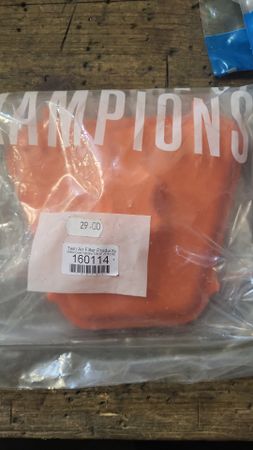 AMPIONS
29.00
Twin Air Filter Products
160114